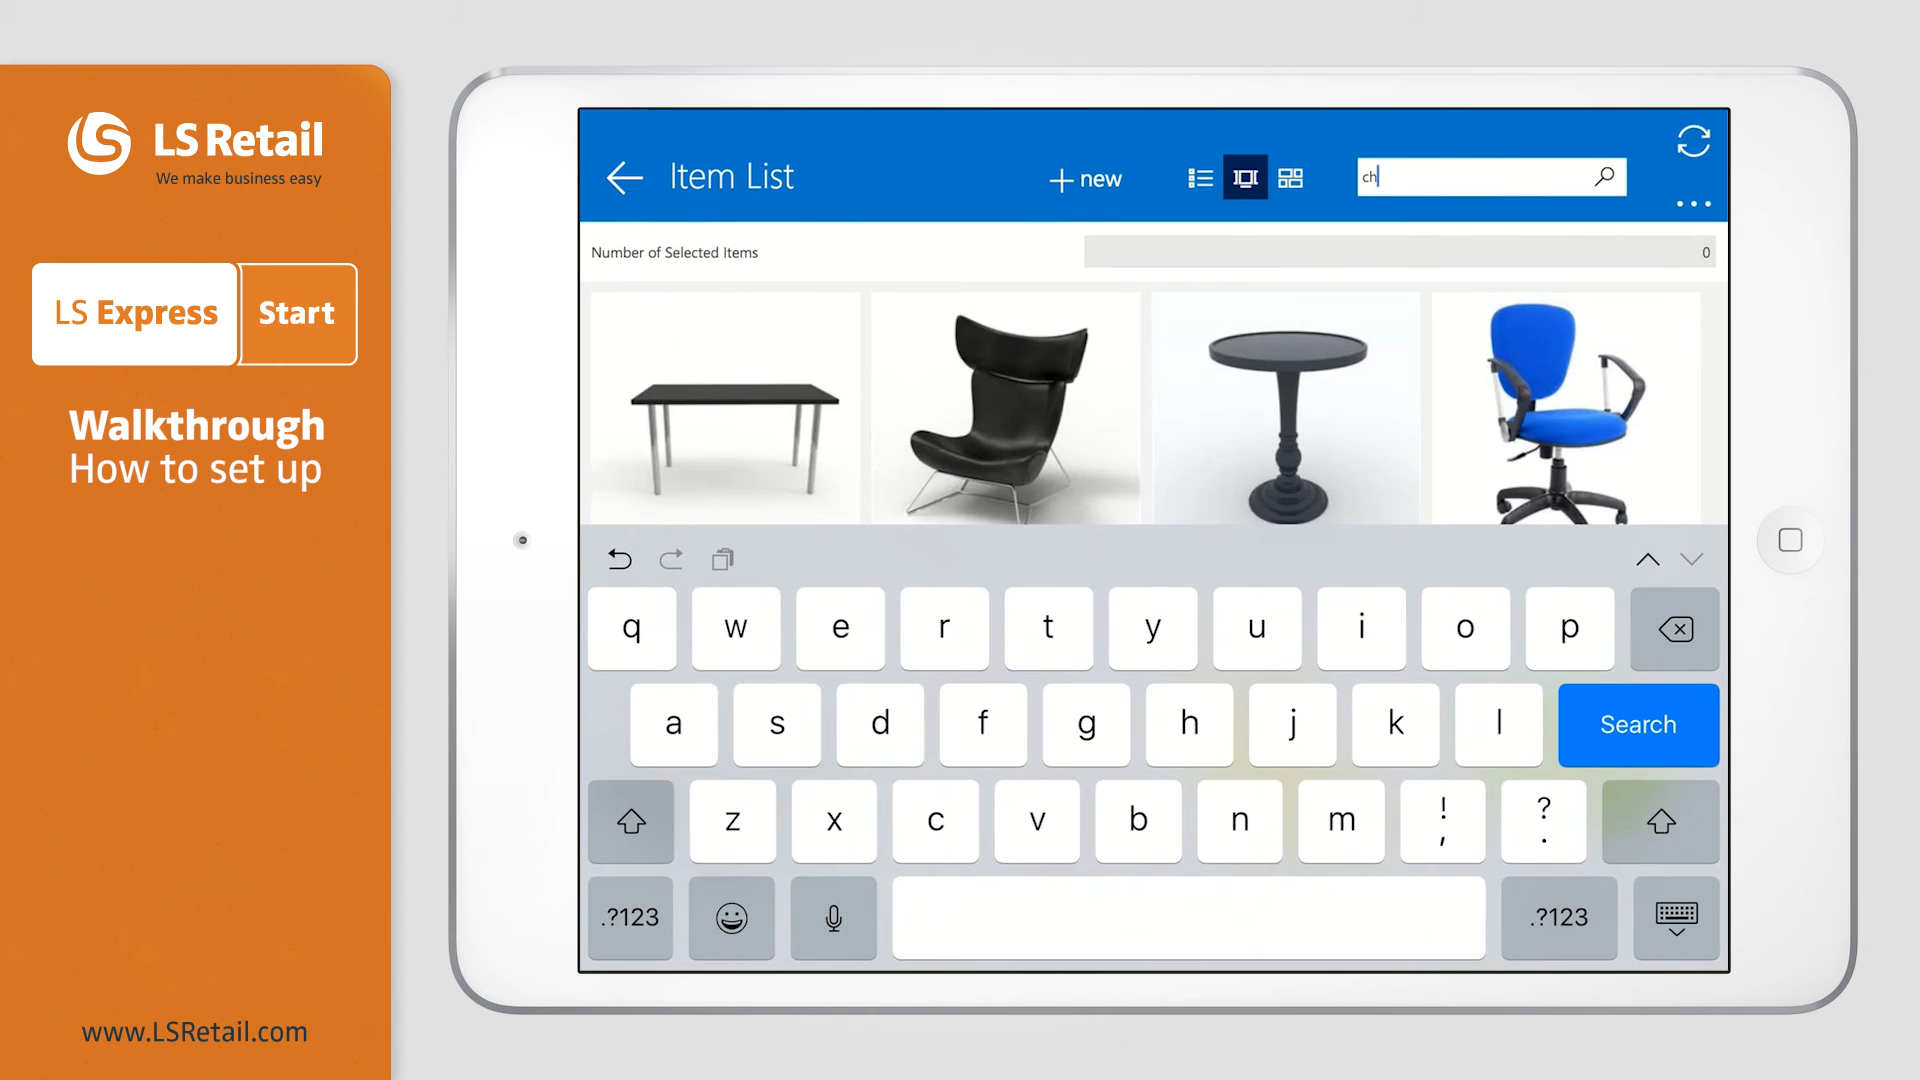 LS Retail
We make business easy
LS Express Start
Walkthrough
How to set up
www.LSRetail.com
Item List
new
ch
Number of Selected Items
0
q w e r t y u i o p
a s d f g h j k l Search
z x c v b n m ! , ? .
.?123 .?123